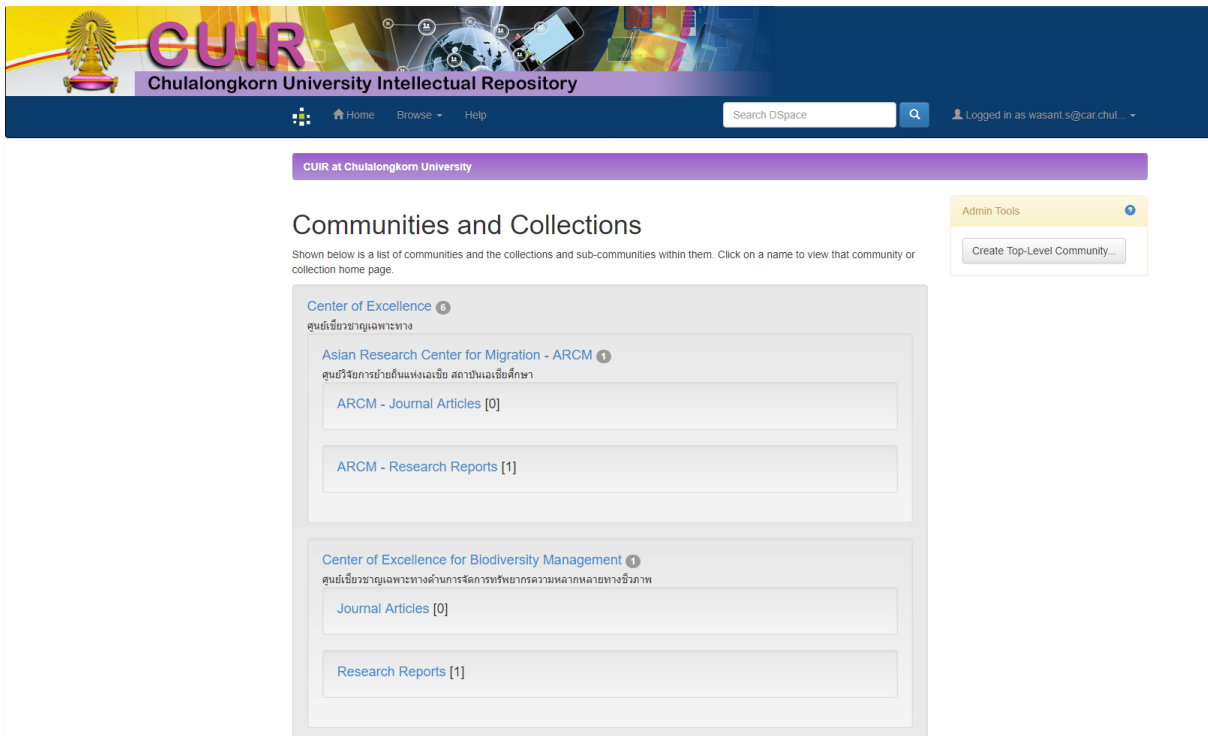 CUIR
Chulalongkorn University Intellectual Repository
Home Browse Help
Search DSpace
Logged in as wasant.s@car.chul...
CUIR at Chulalongkorn University
Communities and Collections
Shown below is a list of communities and the collections and sub-communities within them. Click on a name to view that community or
collection home page.
Center of Excellence 6
ศูนย์เชี่ยวชาญเฉพาะทาง
Asian Research Center for Migration - ARCM 1
ศูนย์วิจัยการย้ายถิ่นแห่งเอเชีย สถาบันเอเชียศึกษา
ARCM - Journal Articles [0]
ARCM - Research Reports [1]
Center of Excellence for Biodiversity Management 1
ศูนย์เชี่ยวชาญเฉพาะทางด้านการจัดการทรัพยากรความหลากหลายทางชีวภาพ
Journal Articles [0]
Research Reports [1]
Admin Tools ?
Create Top-Level Community...